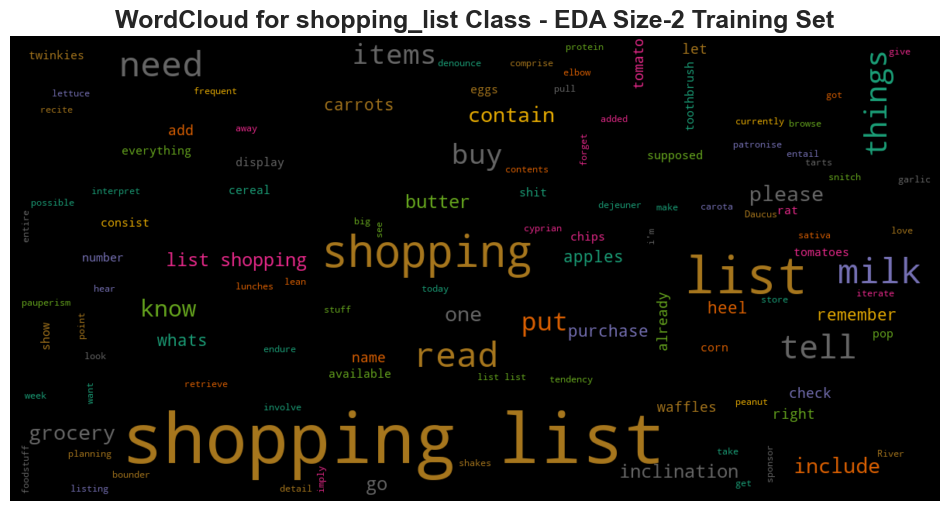 WordCloud for shopping_list Class - EDA Size-2 Training Set
twinkies
need
items
denounce
protein
comprise
elbow
pull
tomato
let
things
give
lettuce
frequent
recite
carrots
eggs
contain
toothbrush
got
add
away
added
forget
currently
browse
everything
display
buy
contents
supposed
patronise
entail
tarts
snitch
garlic
possible
interpret
cereal
butter
shit
dejeuner
make
carota
please
Daucus
rat
entire
consist
big
see
cyprian
chips
i'm
sativa
love
number
list shopping
shopping
apples
list
tomatoes
milk
hear
lunches
lean
today
store
iterate
pauperism
know
stuff
one
put
purchase
already
heel
remember
show
point
whats
look
endure
name
read
corn
tell
pop
available
list list
tendency
week
want
retrieve
involve
waffles
peanut
check
right
grocery
shopping list
planning
shakes
take
River
foodstuff
bounder
listing
detail
imply
go
inclination
get
sponsor
include